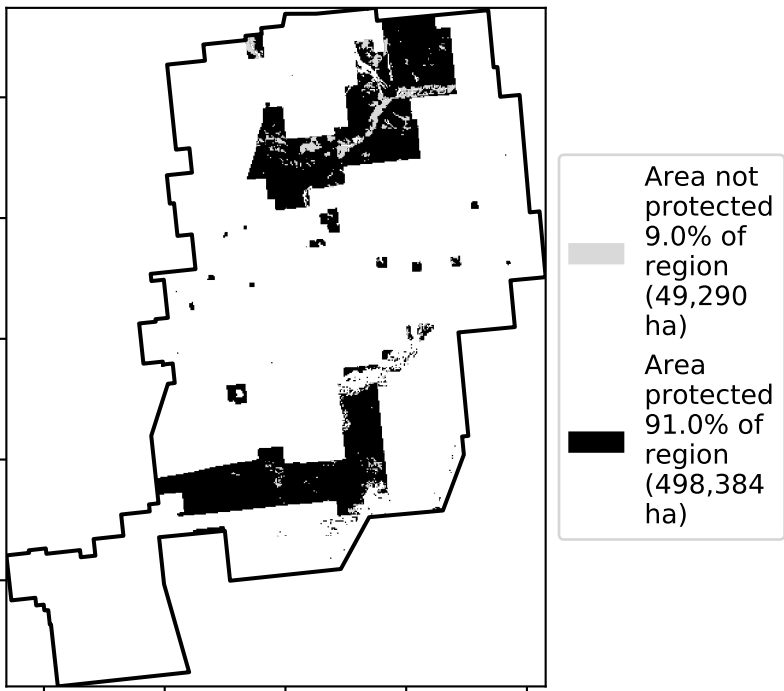 Area not
protected
9.0% of
region
(49,290
ha)
Area
protected
91.0% of
region
(498,384
ha)